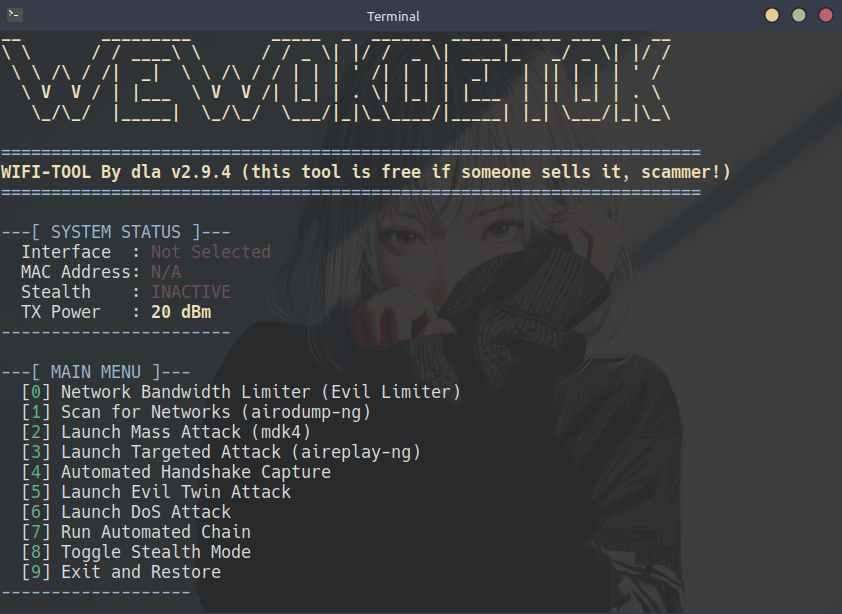 Terminal
WEWOKDETOK
====================================================================
WIFI-TOOL By dla v2.9.4 (this tool is free if someone sells it, scammer!)
====================================================================
---[ SYSTEM STATUS ]---
Interface : Not Selected
MAC Address: N/A
Stealth : INACTIVE
TX Power : 20 dBm
-----------------------
---[ MAIN MENU ]---
[0] Network Bandwidth Limiter (Evil Limiter)
[1] Scan for Networks (airodump-ng)
[2] Launch Mass Attack (mdk4)
[3] Launch Targeted Attack (aireplay-ng)
[4] Automated Handshake Capture
[5] Launch Evil Twin Attack
[6] Launch DoS Attack
[7] Run Automated Chain
[8] Toggle Stealth Mode
[9] Exit and Restore
-------------------